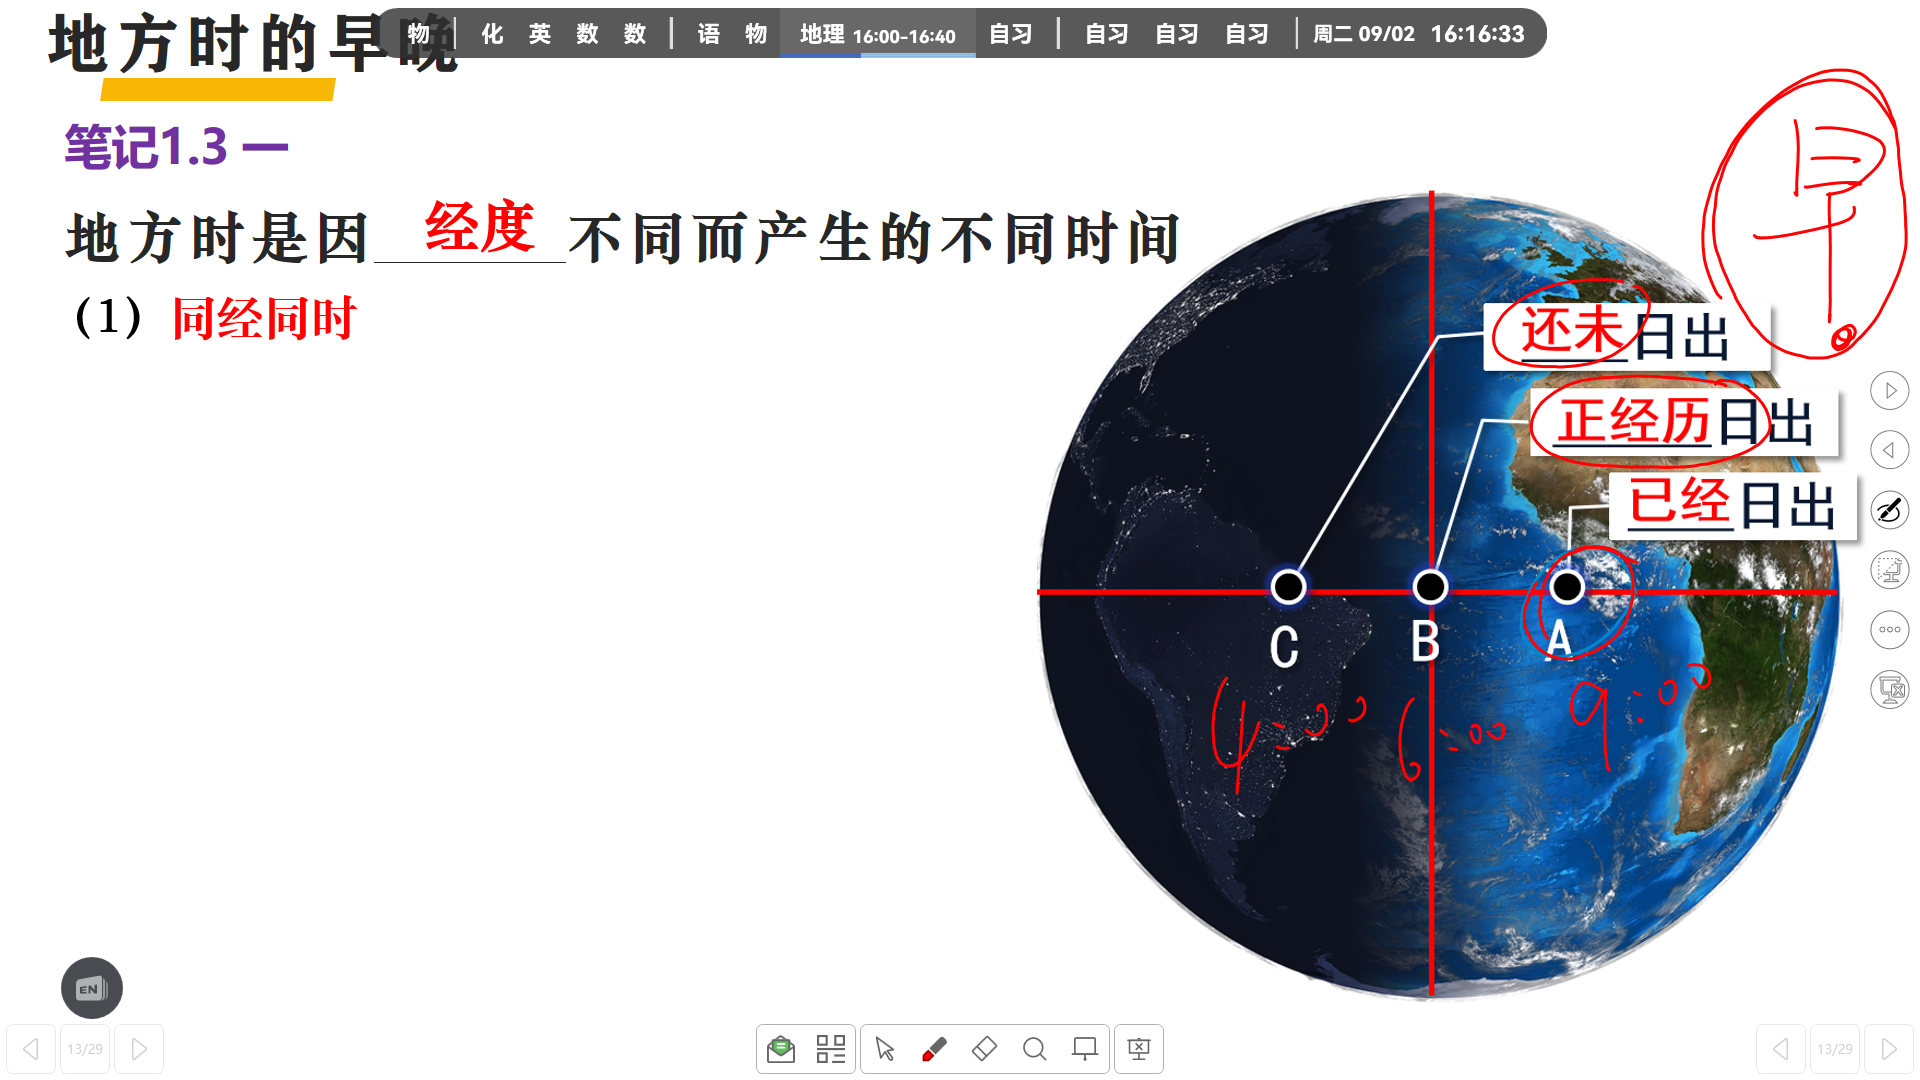 地方时的早晚
物 | 化 英 数 数 | 语 物 地理 16:00-16:40 自习 | 自习 自习 自习 | 周二 09/02 16:16:33
笔记1.3 一
早
地方时是因 经度 不同而产生的不同时间
(1) 同经同时
还未日出
正经历日出
已经日出
C B A
4:00 6:00 9:00
EN
13/29 13/29